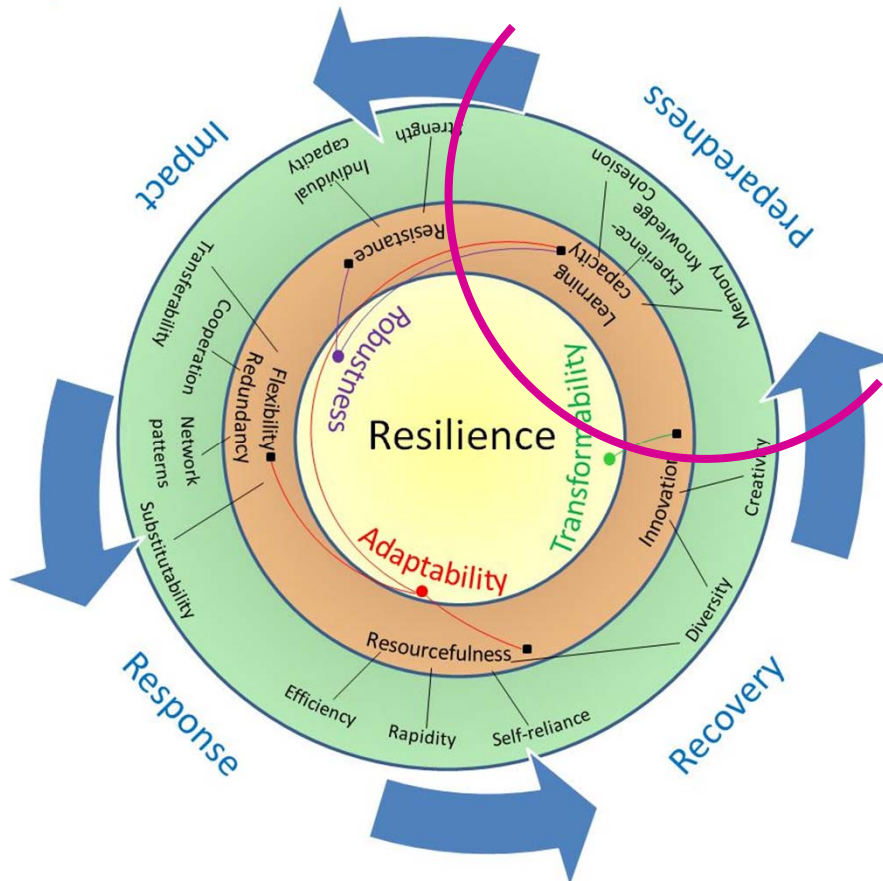 Preparedness
Impact
Response
Recovery
Strength
Individual
capacity
Transferability
Cooperation
Network
patterns
Substitutability
Efficiency
Rapidity
Self-reliance
Diversity
Creativity
Memory
Experience-
Knowledge
Cohesion
Resistance
Flexibility
Redundancy
Resourcefulness
Innovation
Learning
capacity
Robustness
Adaptability
Transformability
Resilience